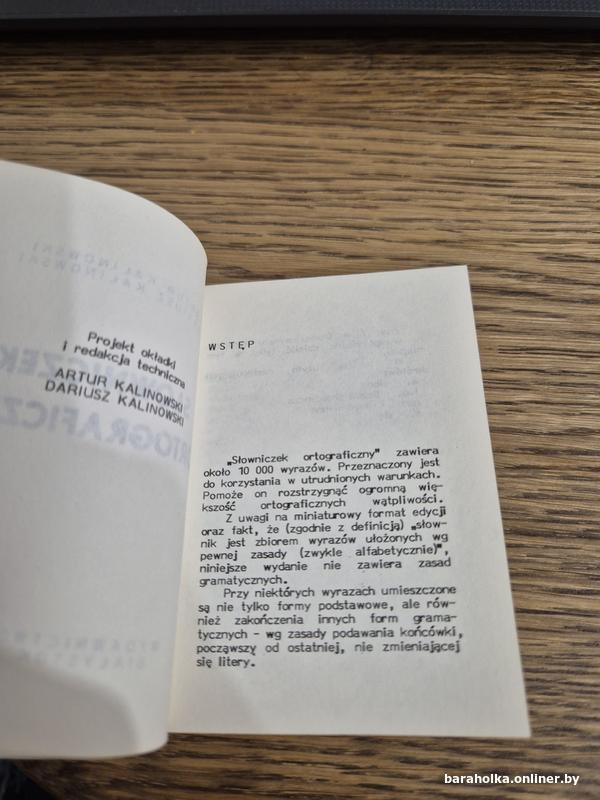 Projekt okładki
i redakcja techniczna
ARTUR KALINOWSKI
DARIUSZ KALINOWSKI
WSTĘP
„Słowniczek ortograficzny" zawiera
około 10 000 wyrazów. Przeznaczony jest
do korzystania w utrudnionych warunkach.
Pomoże on rozstrzygnąć ogromną więk-
kszość ortograficznych wątpliwości.
Z uwagi na miniaturowy format edycji
oraz fakt, że (zgodnie z definicją) „słow-
nik jest zbiorem wyrazów ułożonych wg
pewnej zasady (zwykle alfabetycznie)",
niniejsze wydanie nie zawiera zasad
gramatycznych.
Przy niektórych wyrazach umieszczone
są nie tylko formy podstawowe, ale rów-
nież zakończenia innych form grama-
tycznych - wg zasady podawania końcówki,
począwszy od ostatniej, nie zmieniającej
się litery.
baraholka.onliner.by